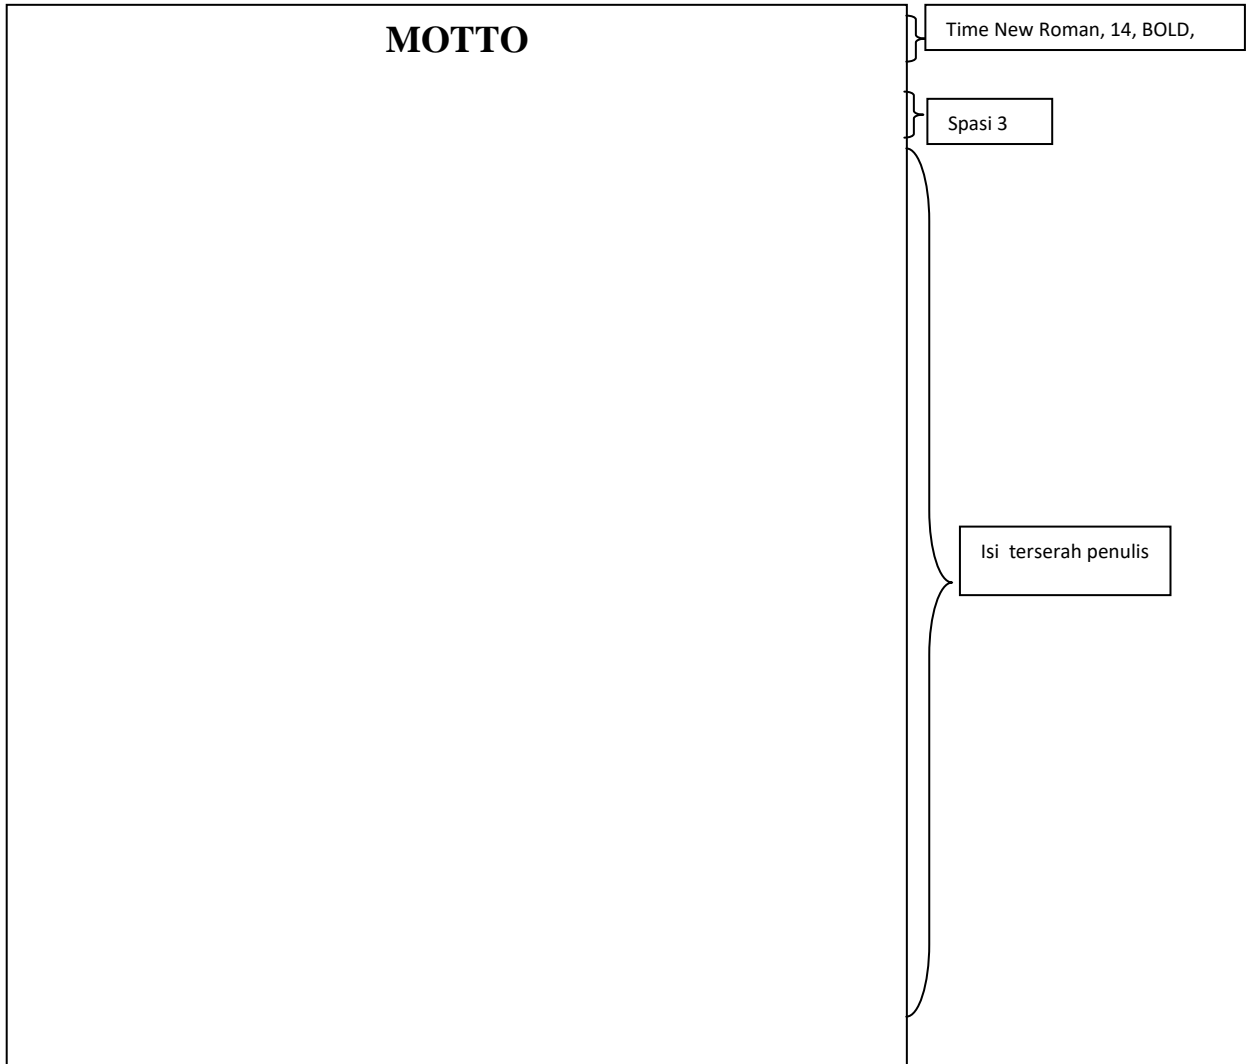 MOTTO
Time New Roman, 14, BOLD,
Spasi 3
Isi terserah penulis